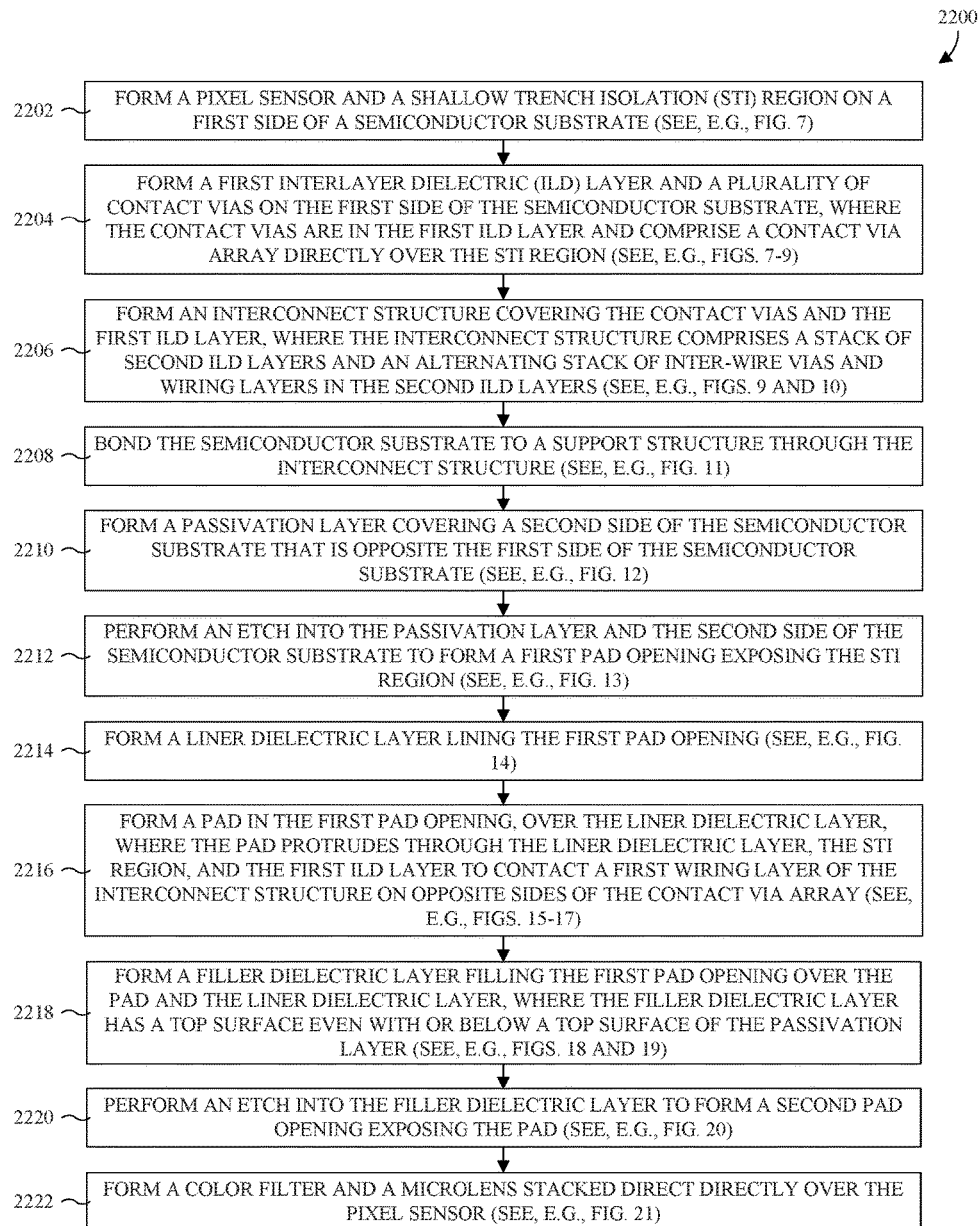 2200
2202
FORM A PIXEL SENSOR AND A SHALLOW TRENCH ISOLATION (STI) REGION ON A
FIRST SIDE OF A SEMICONDUCTOR SUBSTRATE (SEE, E.G., FIG. 7)
2204
FORM A FIRST INTERLAYER DIELECTRIC (ILD) LAYER AND A PLURALITY OF
CONTACT VIAS ON THE FIRST SIDE OF THE SEMICONDUCTOR SUBSTRATE, WHERE
THE CONTACT VIAS ARE IN THE FIRST ILD LAYER AND COMPRISE A CONTACT VIA
ARRAY DIRECTLY OVER THE STI REGION (SEE, E.G., FIGS. 7-9)
2206
FORM AN INTERCONNECT STRUCTURE COVERING THE CONTACT VIAS AND THE
FIRST ILD LAYER, WHERE THE INTERCONNECT STRUCTURE COMPRISES A STACK OF
SECOND ILD LAYERS AND AN ALTERNATING STACK OF INTER-WIRE VIAS AND
WIRING LAYERS IN THE SECOND ILD LAYERS (SEE, E.G., FIGS. 9 AND 10)
2208
BOND THE SEMICONDUCTOR SUBSTRATE TO A SUPPORT STRUCTURE THROUGH THE
INTERCONNECT STRUCTURE (SEE, E.G., FIG. 11)
2210
FORM A PASSIVATION LAYER COVERING A SECOND SIDE OF THE SEMICONDUCTOR
SUBSTRATE THAT IS OPPOSITE THE FIRST SIDE OF THE SEMICONDUCTOR
SUBSTRATE (SEE, E.G., FIG. 12)
2212
PERFORM AN ETCH INTO THE PASSIVATION LAYER AND THE SECOND SIDE OF THE
SEMICONDUCTOR SUBSTRATE TO FORM A FIRST PAD OPENING EXPOSING THE STI
REGION (SEE, E.G., FIG. 13)
2214
FORM A LINER DIELECTRIC LAYER LINING THE FIRST PAD OPENING (SEE, E.G., FIG.
14)
2216
FORM A PAD IN THE FIRST PAD OPENING, OVER THE LINER DIELECTRIC LAYER,
WHERE THE PAD PROTRUDES THROUGH THE LINER DIELECTRIC LAYER, THE STI
REGION, AND THE FIRST ILD LAYER TO CONTACT A FIRST WIRING LAYER OF THE
INTERCONNECT STRUCTURE ON OPPOSITE SIDES OF THE CONTACT VIA ARRAY (SEE,
E.G., FIGS. 15-17)
2218
FORM A FILLER DIELECTRIC LAYER FILLING THE FIRST PAD OPENING OVER THE
PAD AND THE LINER DIELECTRIC LAYER, WHERE THE FILLER DIELECTRIC LAYER
HAS A TOP SURFACE EVEN WITH OR BELOW A TOP SURFACE OF THE PASSIVATION
LAYER (SEE, E.G., FIGS. 18 AND 19)
2220
PERFORM AN ETCH INTO THE FILLER DIELECTRIC LAYER TO FORM A SECOND PAD
OPENING EXPOSING THE PAD (SEE, E.G., FIG. 20)
2222
FORM A COLOR FILTER AND A MICROLENS STACKED DIRECT DIRECTLY OVER THE
PIXEL SENSOR (SEE, E.G., FIG. 21)